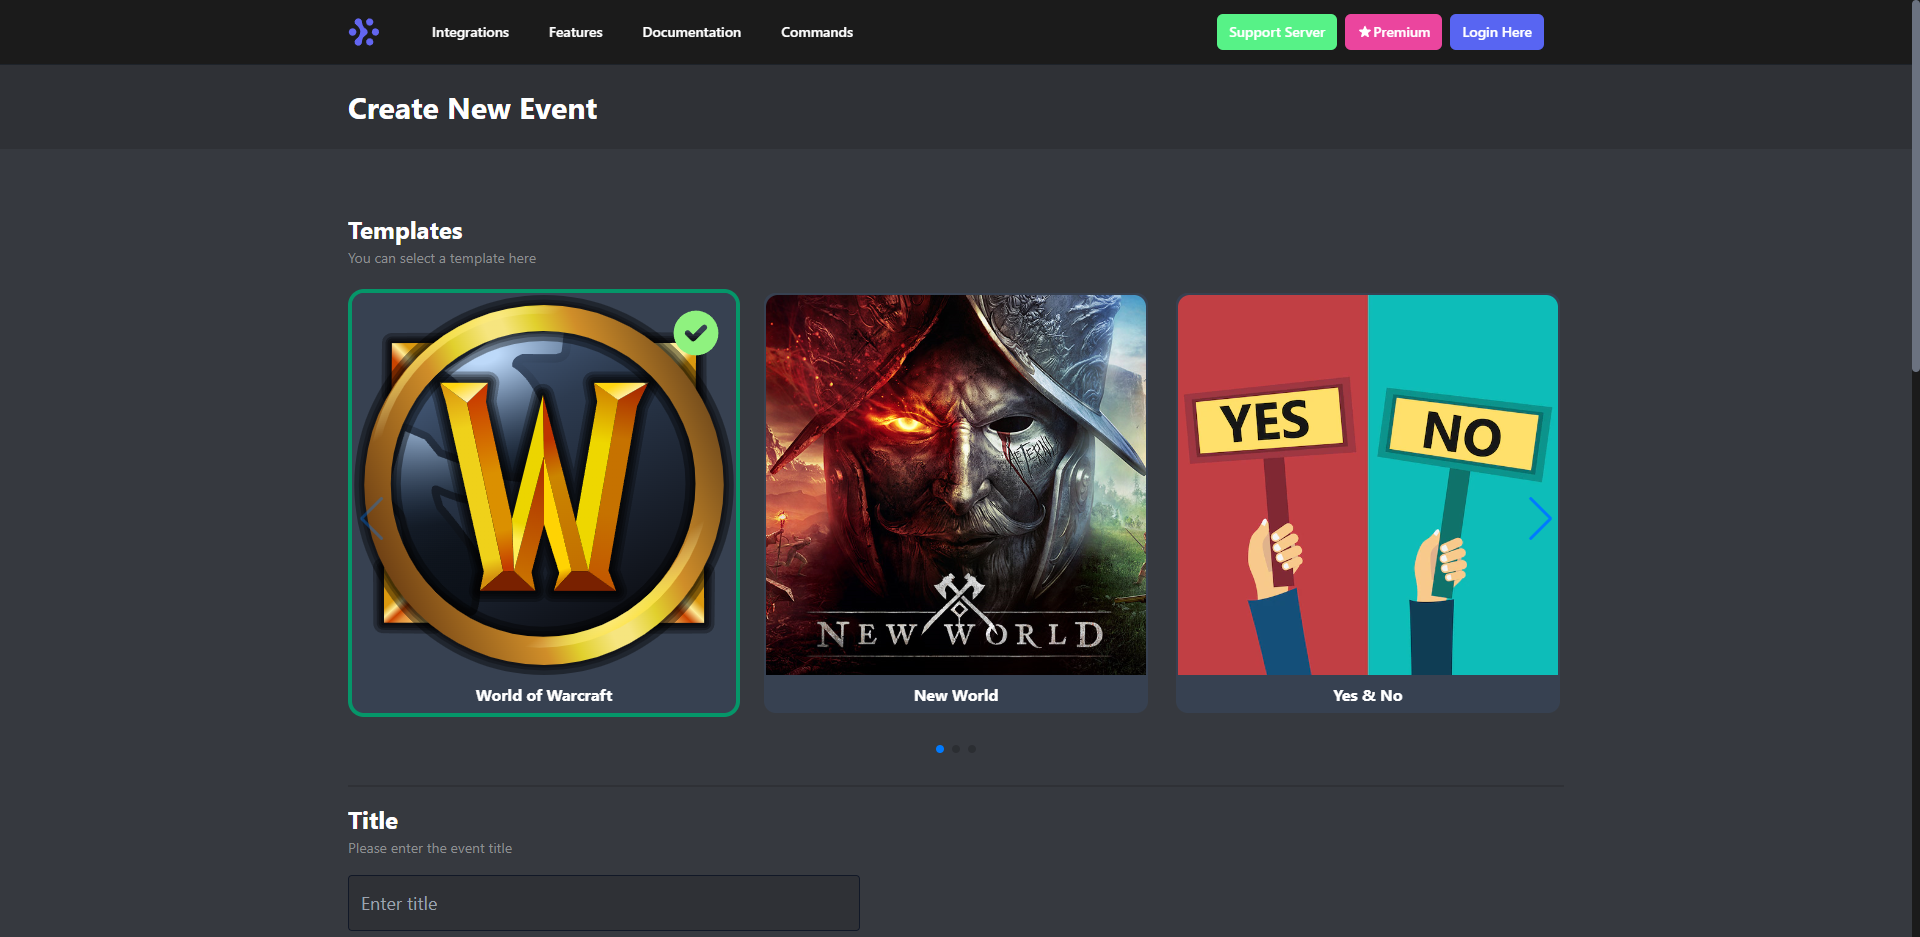 Integrations Features Documentation Commands Support Server Premium Login Here
Create New Event
Templates
You can select a template here
W
AETERNUM
NEW WORLD
YES
NO
World of Warcraft
New World
Yes & No
Title
Please enter the event title
Enter title